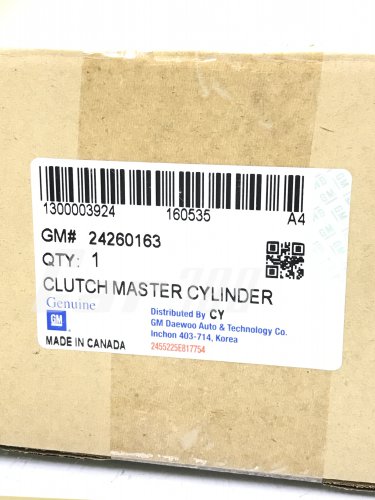 1300003924 160535 A4
GM# 24260163
QTY: 1
CLUTCH MASTER CYLINDER
Genuine
GM
MADE IN CANADA
Distributed By CY
GM Daewoo Auto & Technology Co.
Inchon 403-714, Korea
2455225E817754